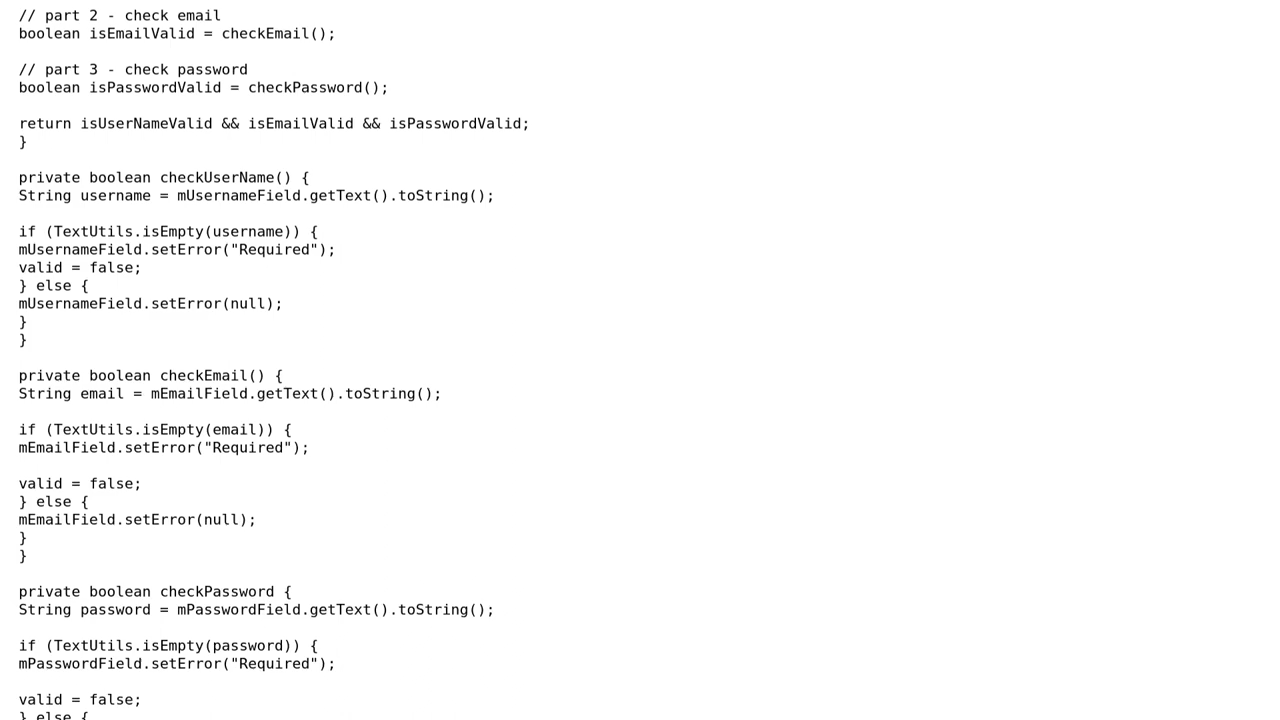 // part 2 - check email
boolean isEmailValid = checkEmail();

// part 3 - check password
boolean isPasswordValid = checkPassword();

return isUserNameValid && isEmailValid && isPasswordValid;
}

private boolean checkUserName() {
String username = mUsernameField.getText().toString();

if (TextUtils.isEmpty(username)) {
mUsernameField.setError("Required");
valid = false;
} else {
mUsernameField.setError(null);
}
}

private boolean checkEmail() {
String email = mEmailField.getText().toString();

if (TextUtils.isEmpty(email)) {
mEmailField.setError("Required");

valid = false;
} else {
mEmailField.setError(null);
}
}

private boolean checkPassword {
String password = mPasswordField.getText().toString();

if (TextUtils.isEmpty(password)) {
mPasswordField.setError("Required");

valid = false;
} else {